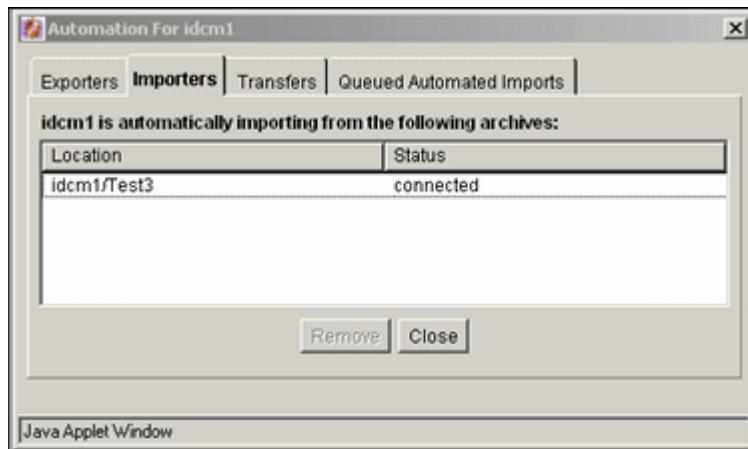 Automation For idcm1
Exporters Importers Transfers Queued Automated Imports
idcm1 is automatically importing from the following archives:
Location Status
idcm1/Test3 connected
Remove Close
Java Applet Window